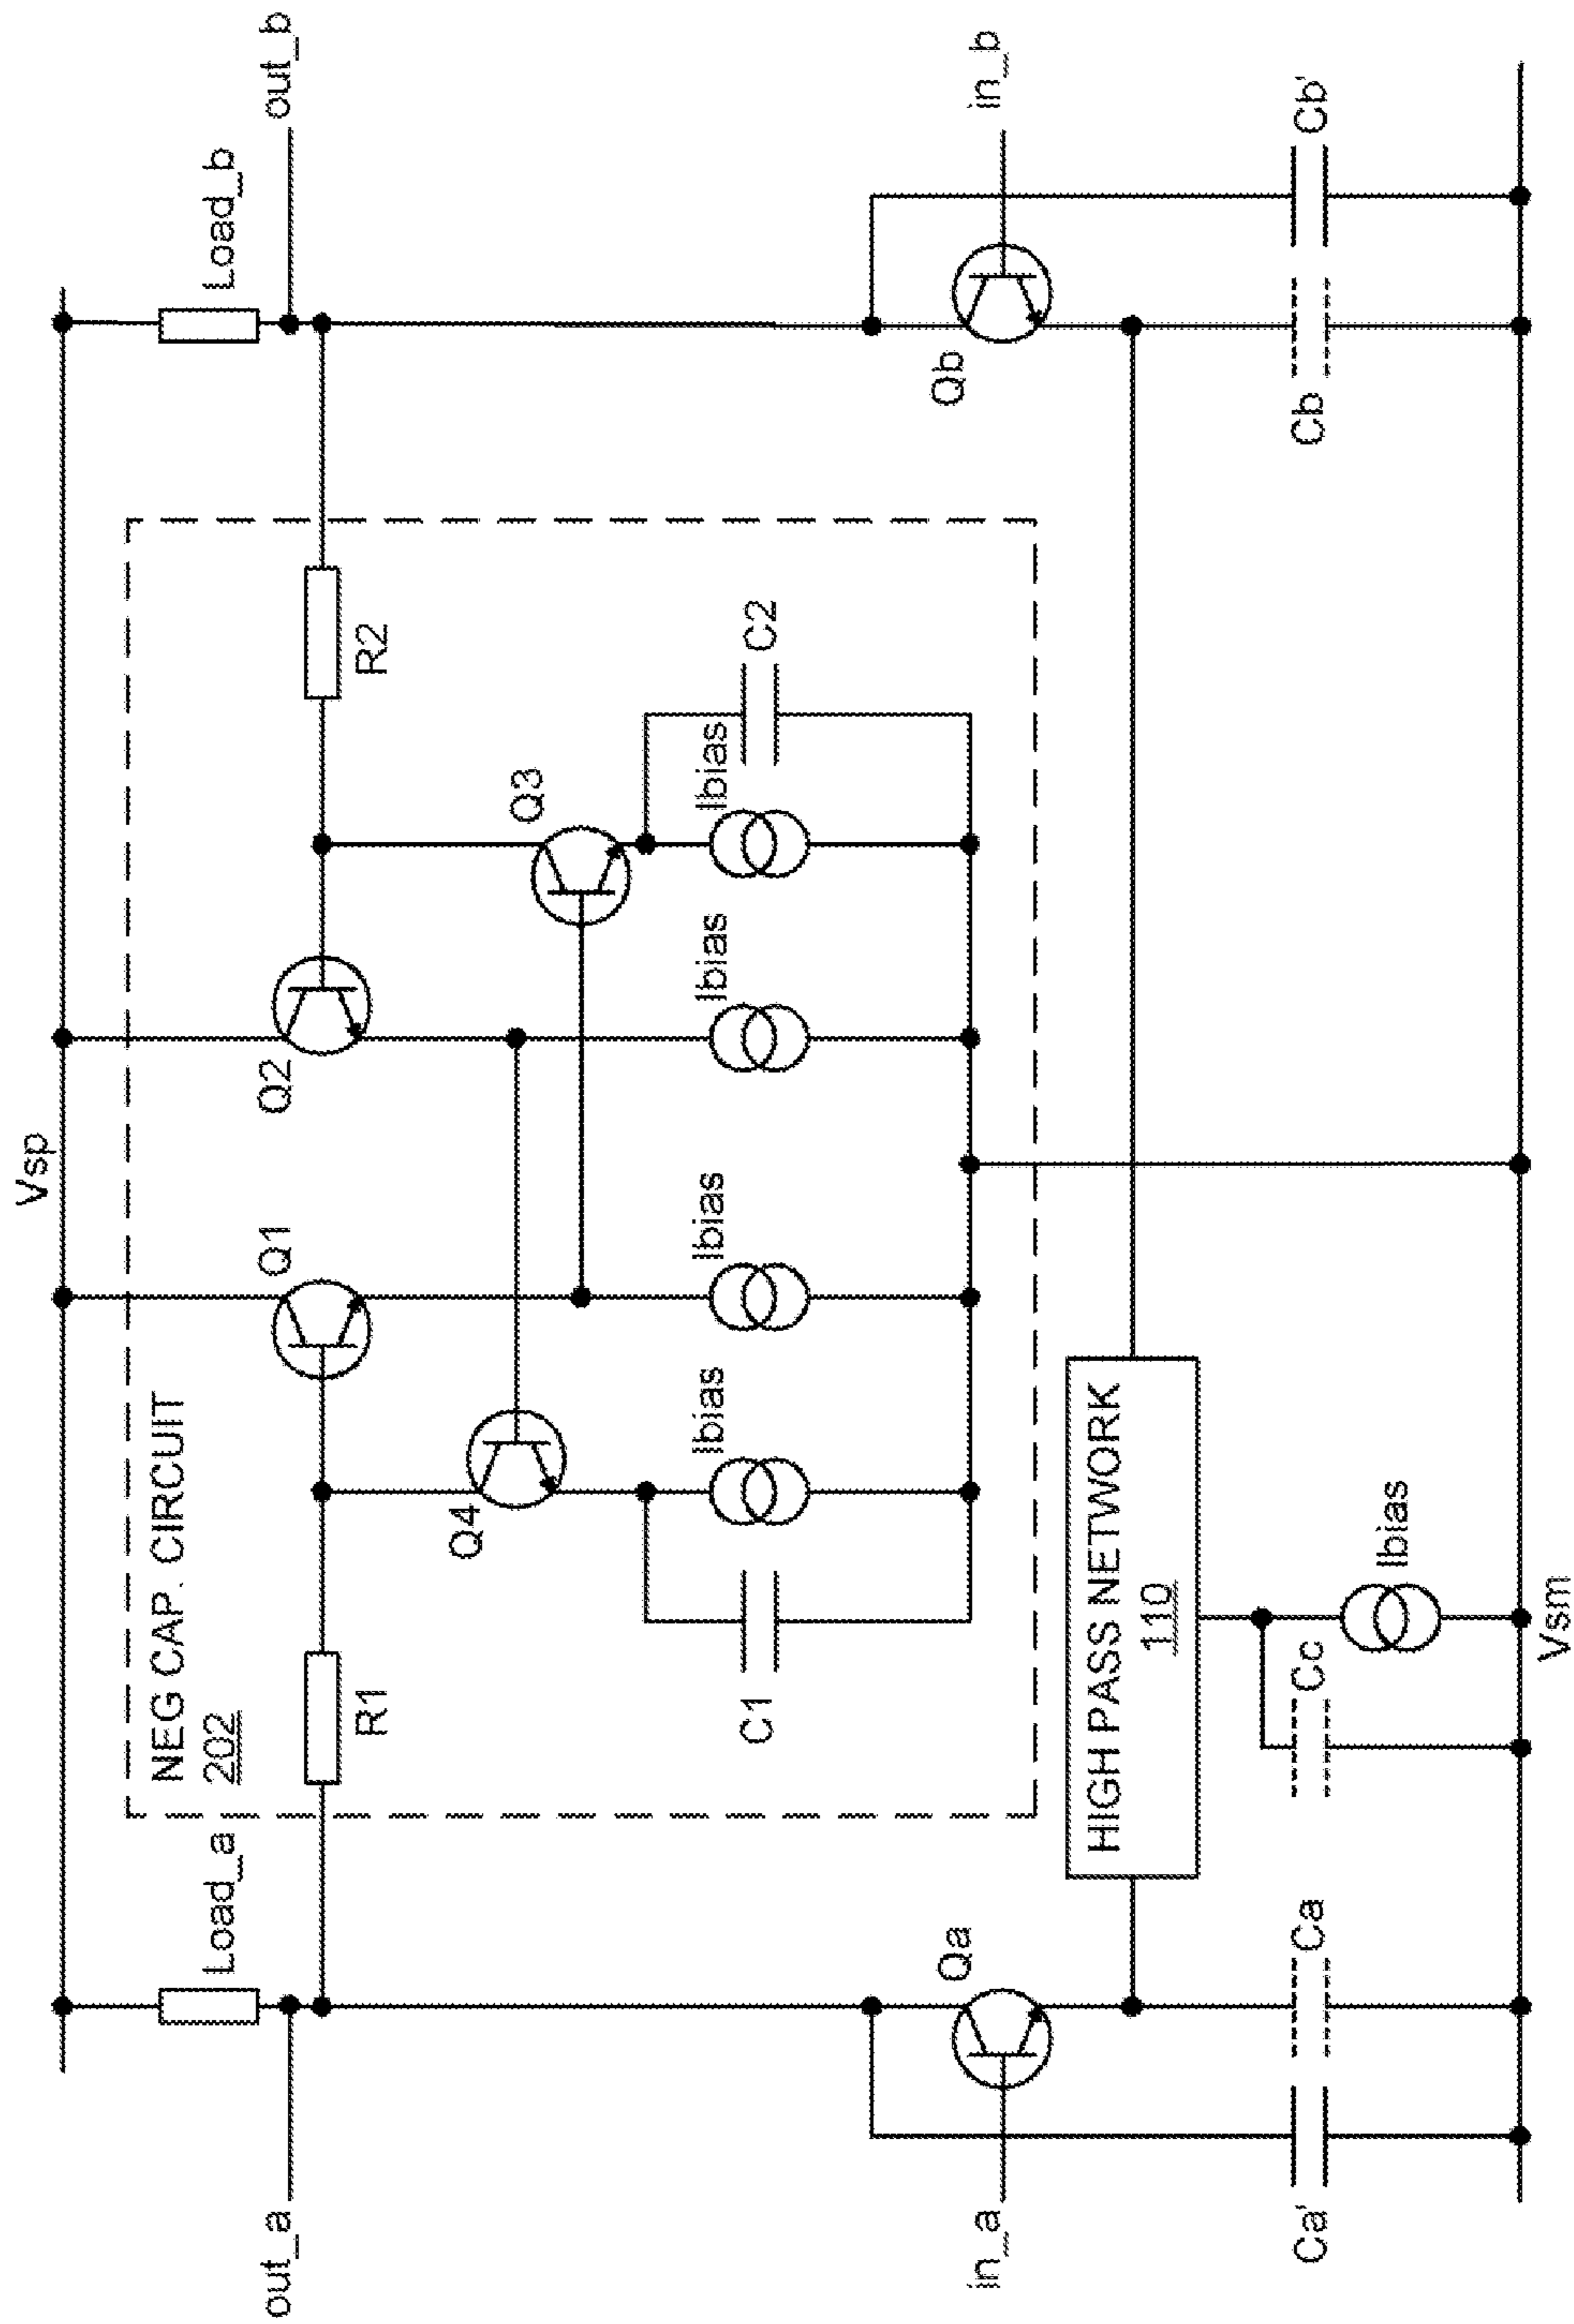 Vsp
Load_a
Load_b
out_a
out_b
NEG CAP. CIRCUIT
202
Q1
Q2
R1
R2
Q4
Q3
C1
Ibias
Ibias
Ibias
Ibias
C2
in_a
Qa
Qb
in_b
HIGH PASS NETWORK
110
Ca'
Ca
Cc
Ibias
Cb
Cb'
Vsm